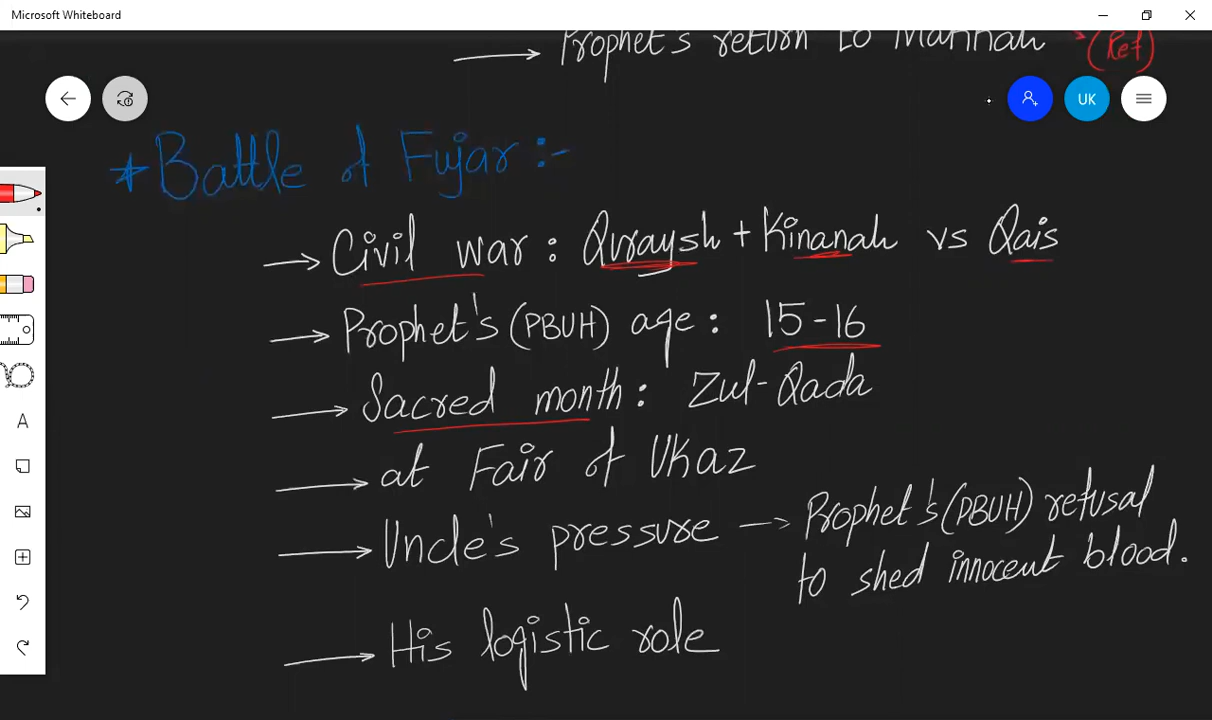 Microsoft Whiteboard
→ Prophet's return to Makkah → (Ref)
UK
* Battle of Fujar :-
→ Civil war : Quraysh + Kinanah vs Qais
→ Prophet's (PBUH) age : 15-16
→ Sacred month : Zul-Qada
→ at Fair of Ukaz
→ Uncle's pressure → Prophet's (PBUH) refusal
to shed innocent blood.
→ His logistic role
A